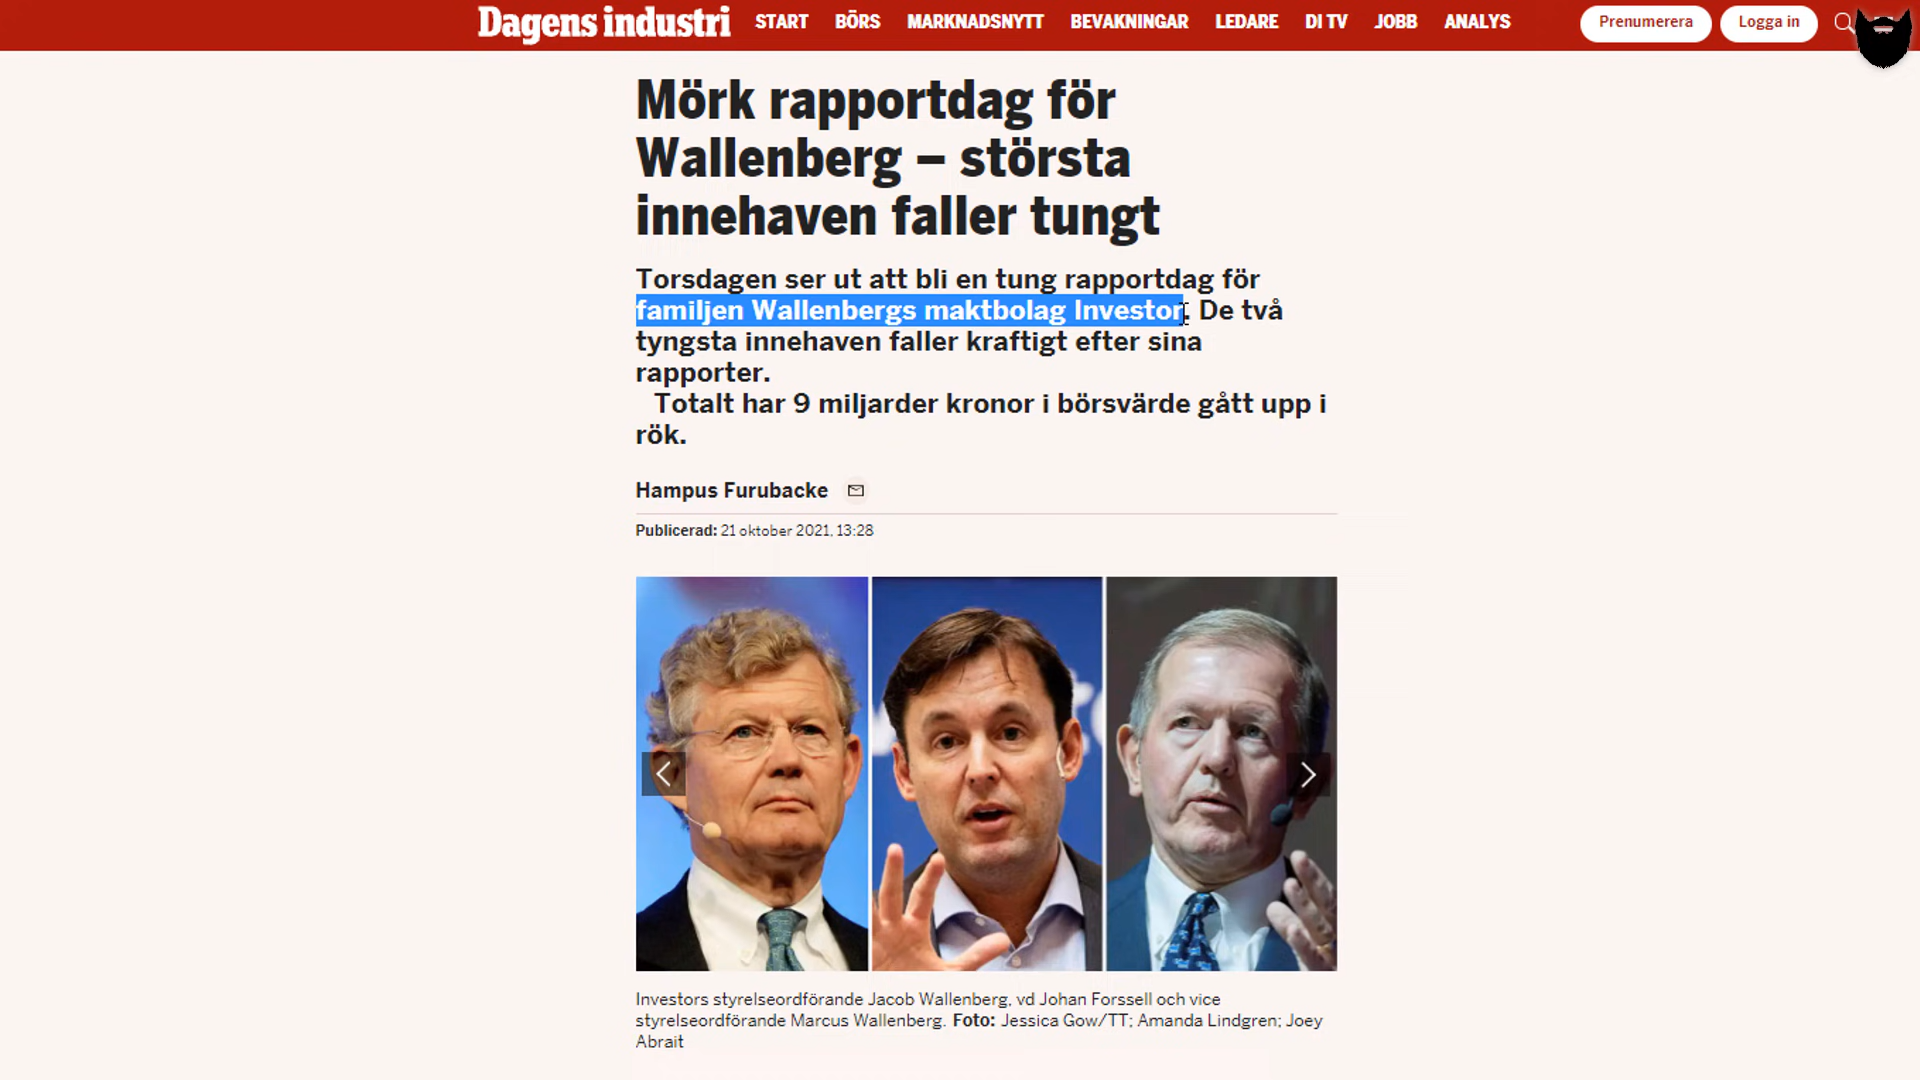 Dagens industri START BÖRS MARKNADSNYTT BEVAKNINGAR LEDARE DI TV JOBB ANALYS Prenumerera Logga in
Mörk rapportdag för
Wallenberg – största
innehaven faller tungt
Torsdagen ser ut att bli en tung rapportdag för
familjen Wallenbergs maktbolag Investor. De två
tyngsta innehaven faller kraftigt efter sina
rapporter.
Totalt har 9 miljarder kronor i börsvärde gått upp i
rök.
Hampus Furubacke
Publicerad: 21 oktober 2021, 13:28
Investors styrelseordförande Jacob Wallenberg, vd Johan Forssell och vice
styrelseordförande Marcus Wallenberg. Foto: Jessica Gow/TT; Amanda Lindgren; Joey
Abrait